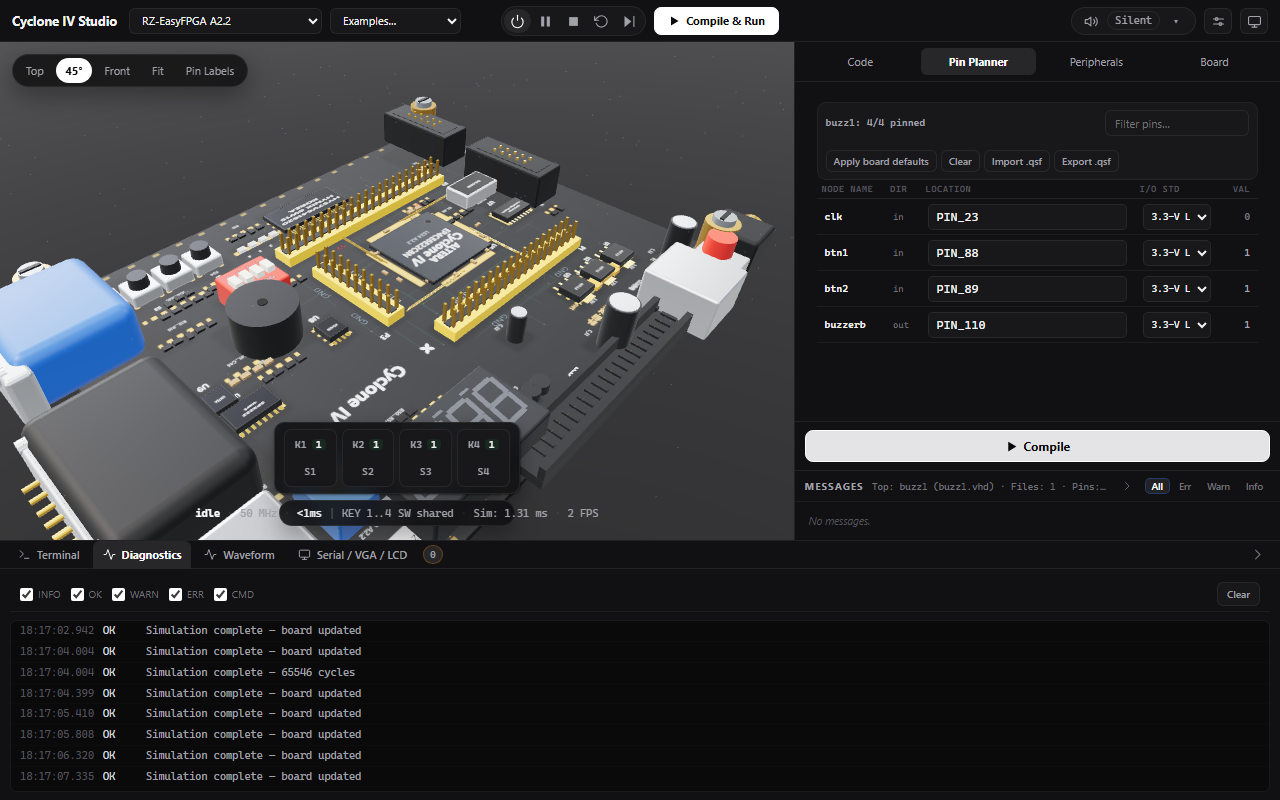 Cyclone IV Studio RZ-EasyFPGA A2.2 Examples... Compile & Run Silent
Top 45° Front Fit Pin Labels
Code Pin Planner Peripherals Board
buzz1: 4/4 pinned Filter pins...
Apply board defaults Clear Import .qsf Export .qsf
NODE NAME DIR LOCATION I/O STD VAL
clk in PIN_23 3.3-V L 0
btn1 in PIN_88 3.3-V L 1
btn2 in PIN_89 3.3-V L 1
buzzerb out PIN_110 3.3-V L 1
ALTERA
Cyclone IV
GND
GND
GND
Cyclone IV
K1 1 K2 1 K3 1 K4 1
S1 S2 S3 S4
idle · 50 MHz <1ms | KEY 1..4 SW shared · Sim: 1.31 ms · 2 FPS
Compile
MESSAGES Top: buzz1 (buzz1.vhd) · Files: 1 · Pins:… All Err Warn Info
No messages.
Terminal Diagnostics Waveform Serial / VGA / LCD 0
INFO OK WARN ERR CMD Clear
18:17:02.942 OK Simulation complete — board updated
18:17:04.004 OK Simulation complete — board updated
18:17:04.004 OK Simulation complete — 65546 cycles
18:17:04.399 OK Simulation complete — board updated
18:17:05.410 OK Simulation complete — board updated
18:17:05.808 OK Simulation complete — board updated
18:17:06.320 OK Simulation complete — board updated
18:17:07.335 OK Simulation complete — board updated